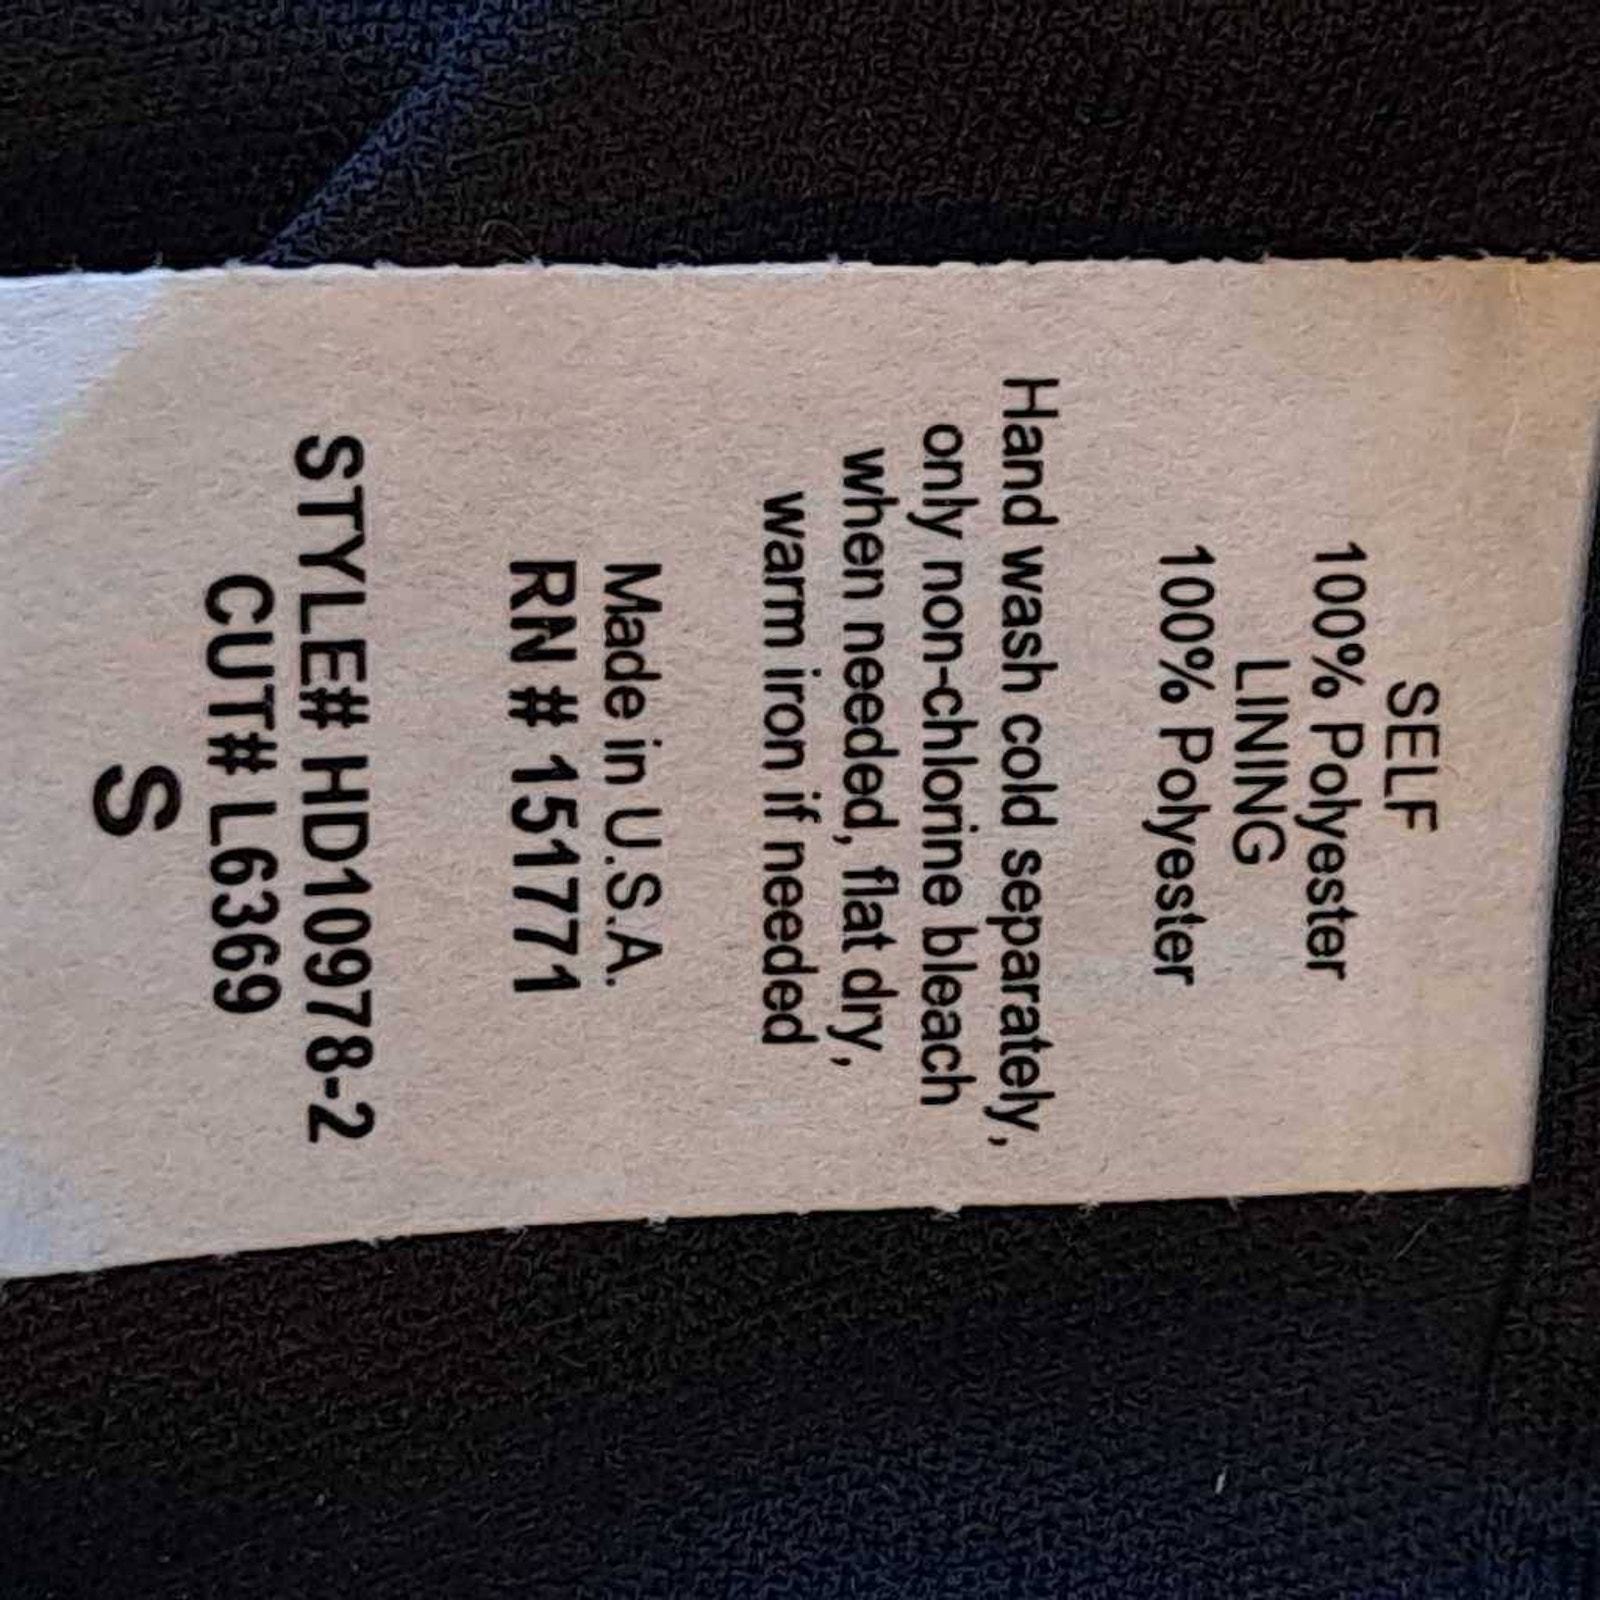 SELF
100% Polyester
LINING
100% Polyester
Hand wash cold separately,
only non-chlorine bleach
when needed, flat dry,
warm iron if needed
Made in U.S.A.
RN # 151771
STYLE# HD10978-2
CUT# L6369
S